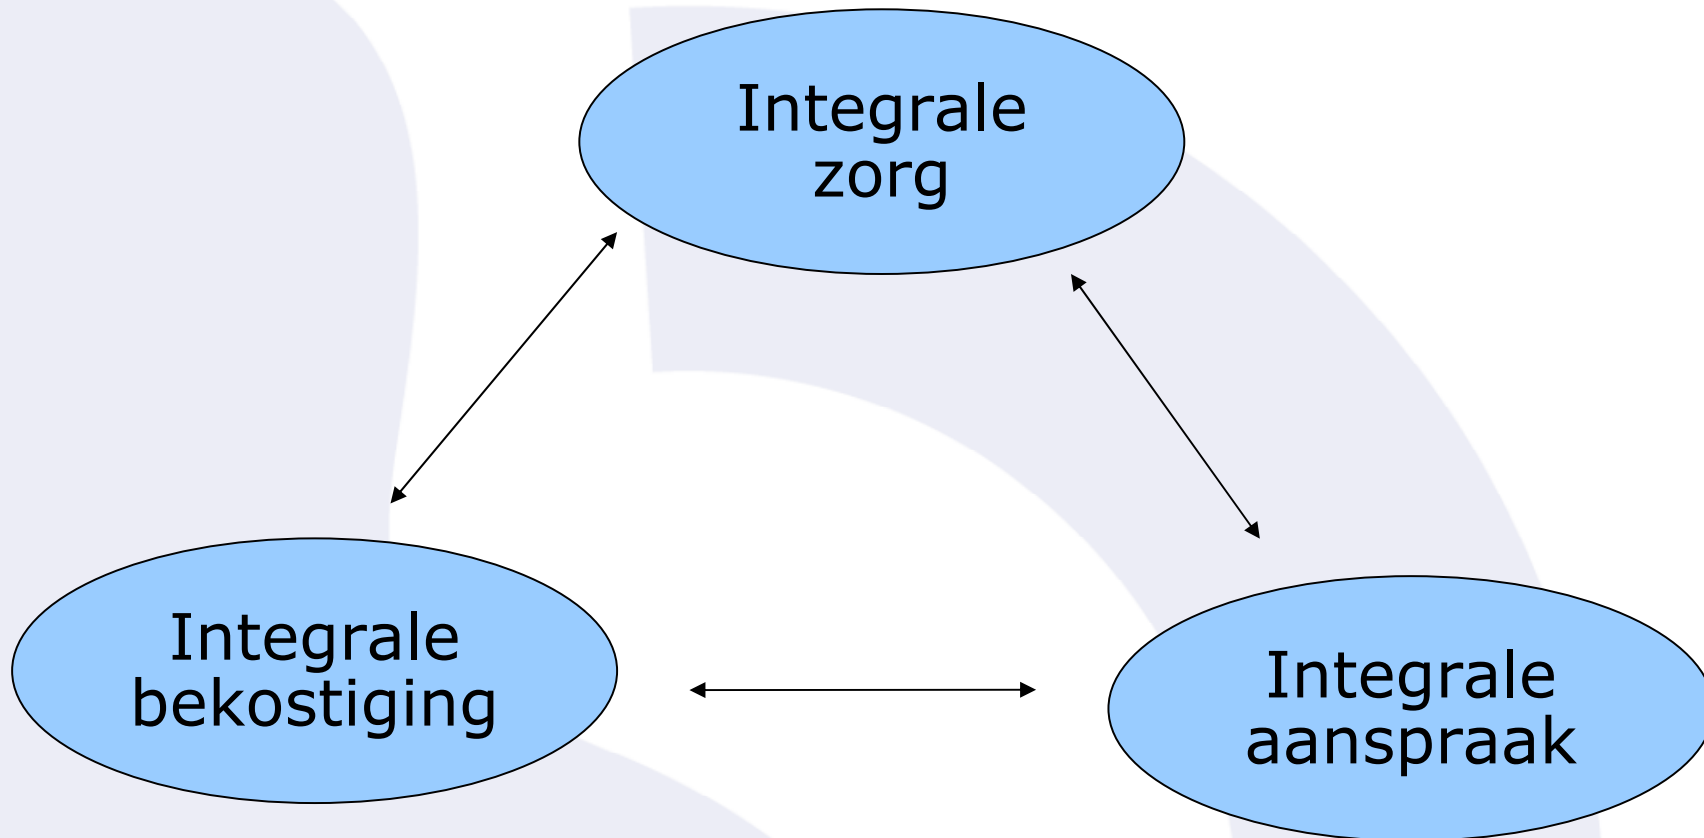 Integrale
zorg
Integrale
bekostiging
Integrale
aanspraak